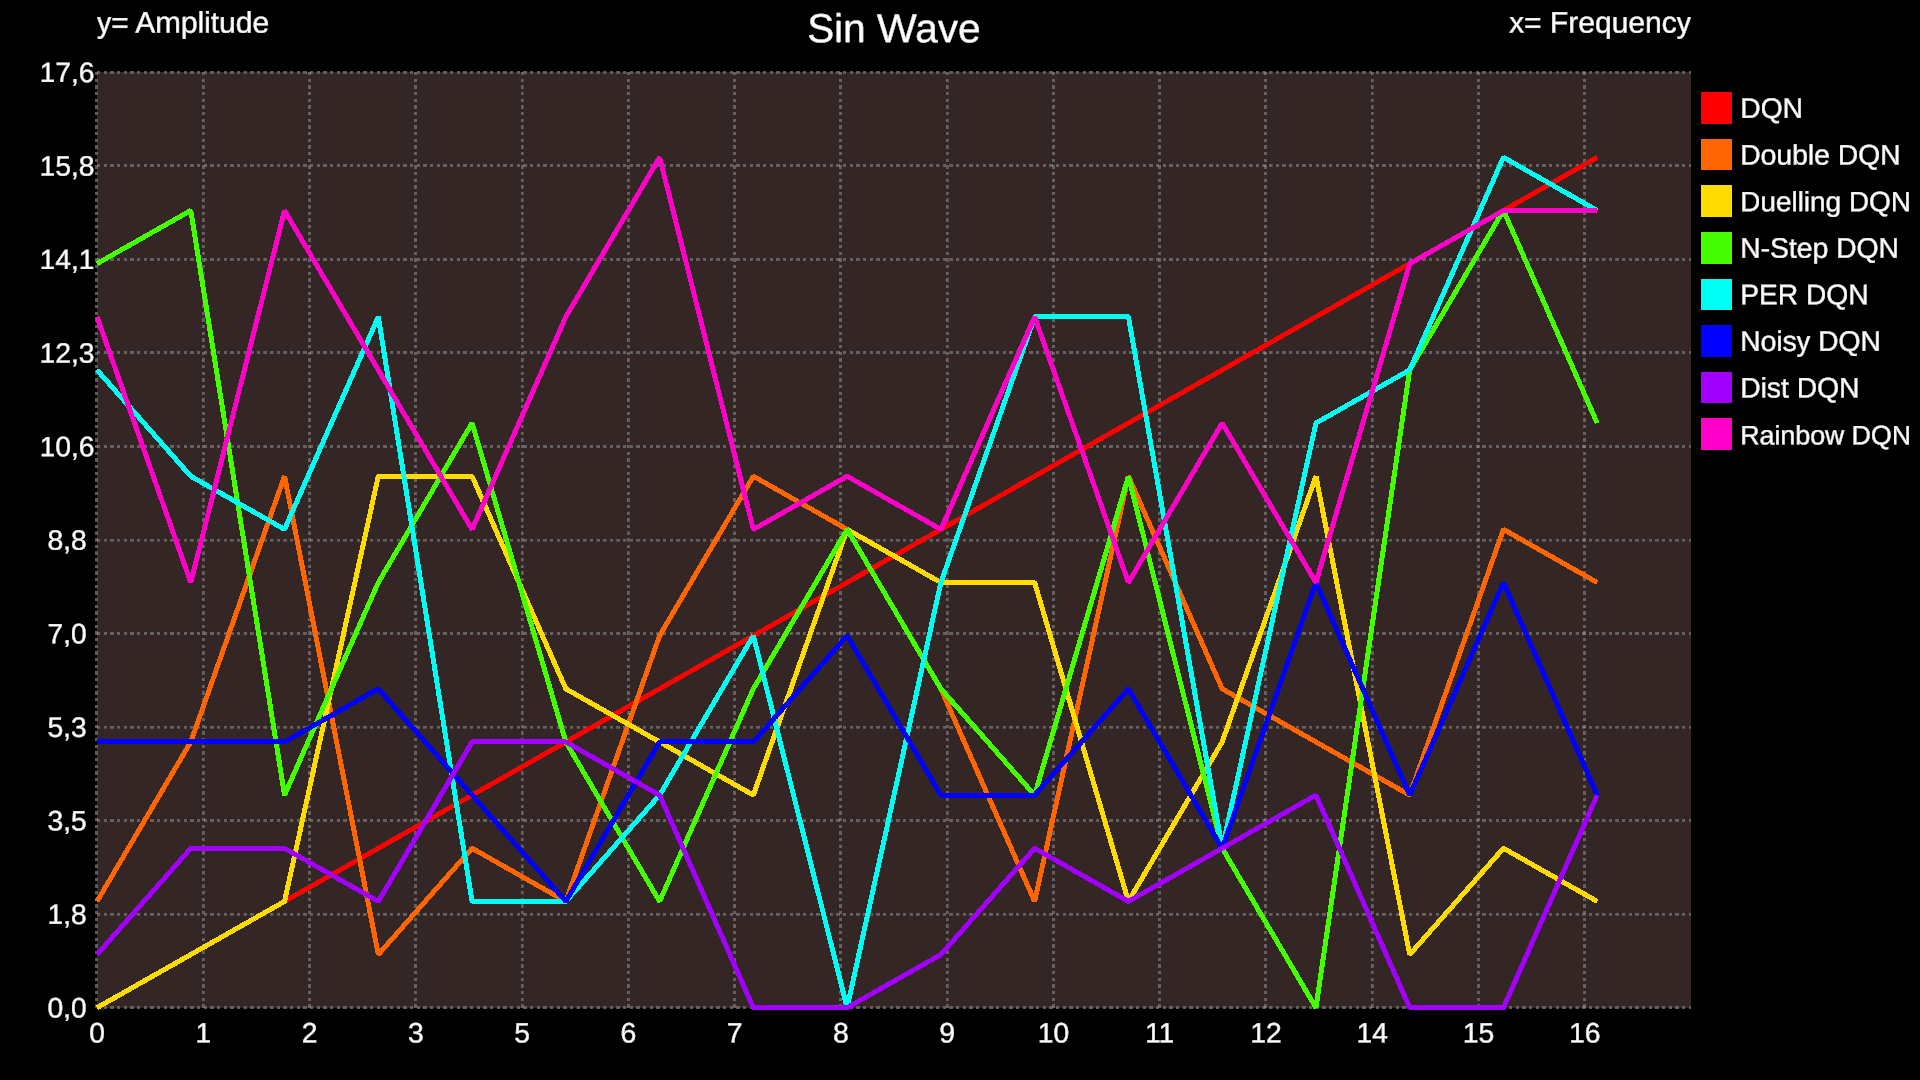 y= Amplitude
Sin Wave
x= Frequency
17,6
15,8
14,1
12,3
10,6
8,8
7,0
5,3
3,5
1,8
0,0
0 1 2 3 5 6 7 8 9 10 11 12 14 15 16
DQN
Double DQN
Duelling DQN
N-Step DQN
PER DQN
Noisy DQN
Dist DQN
Rainbow DQN